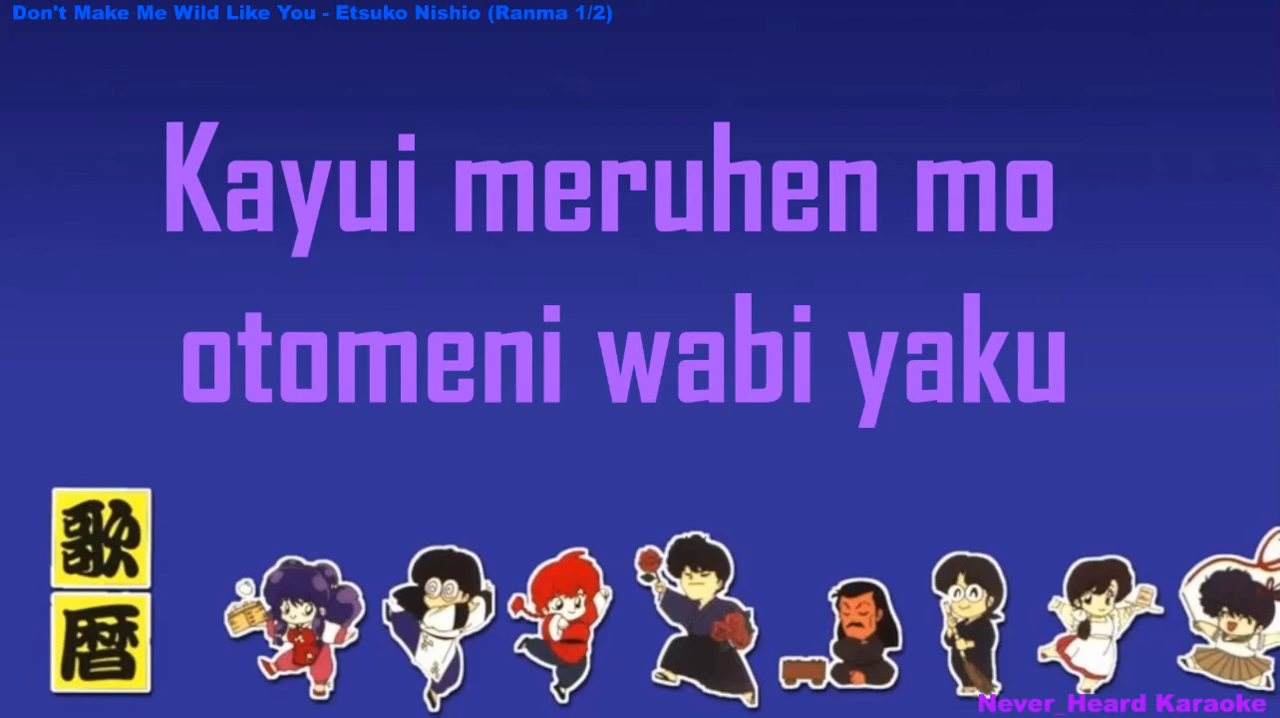 Don't Make Me Wild Like You - Etsuko Nishio (Ranma 1/2)
Kayui meruhen mo
otomeni wabi yaku
歌
暦
Never_Heard Karaoke